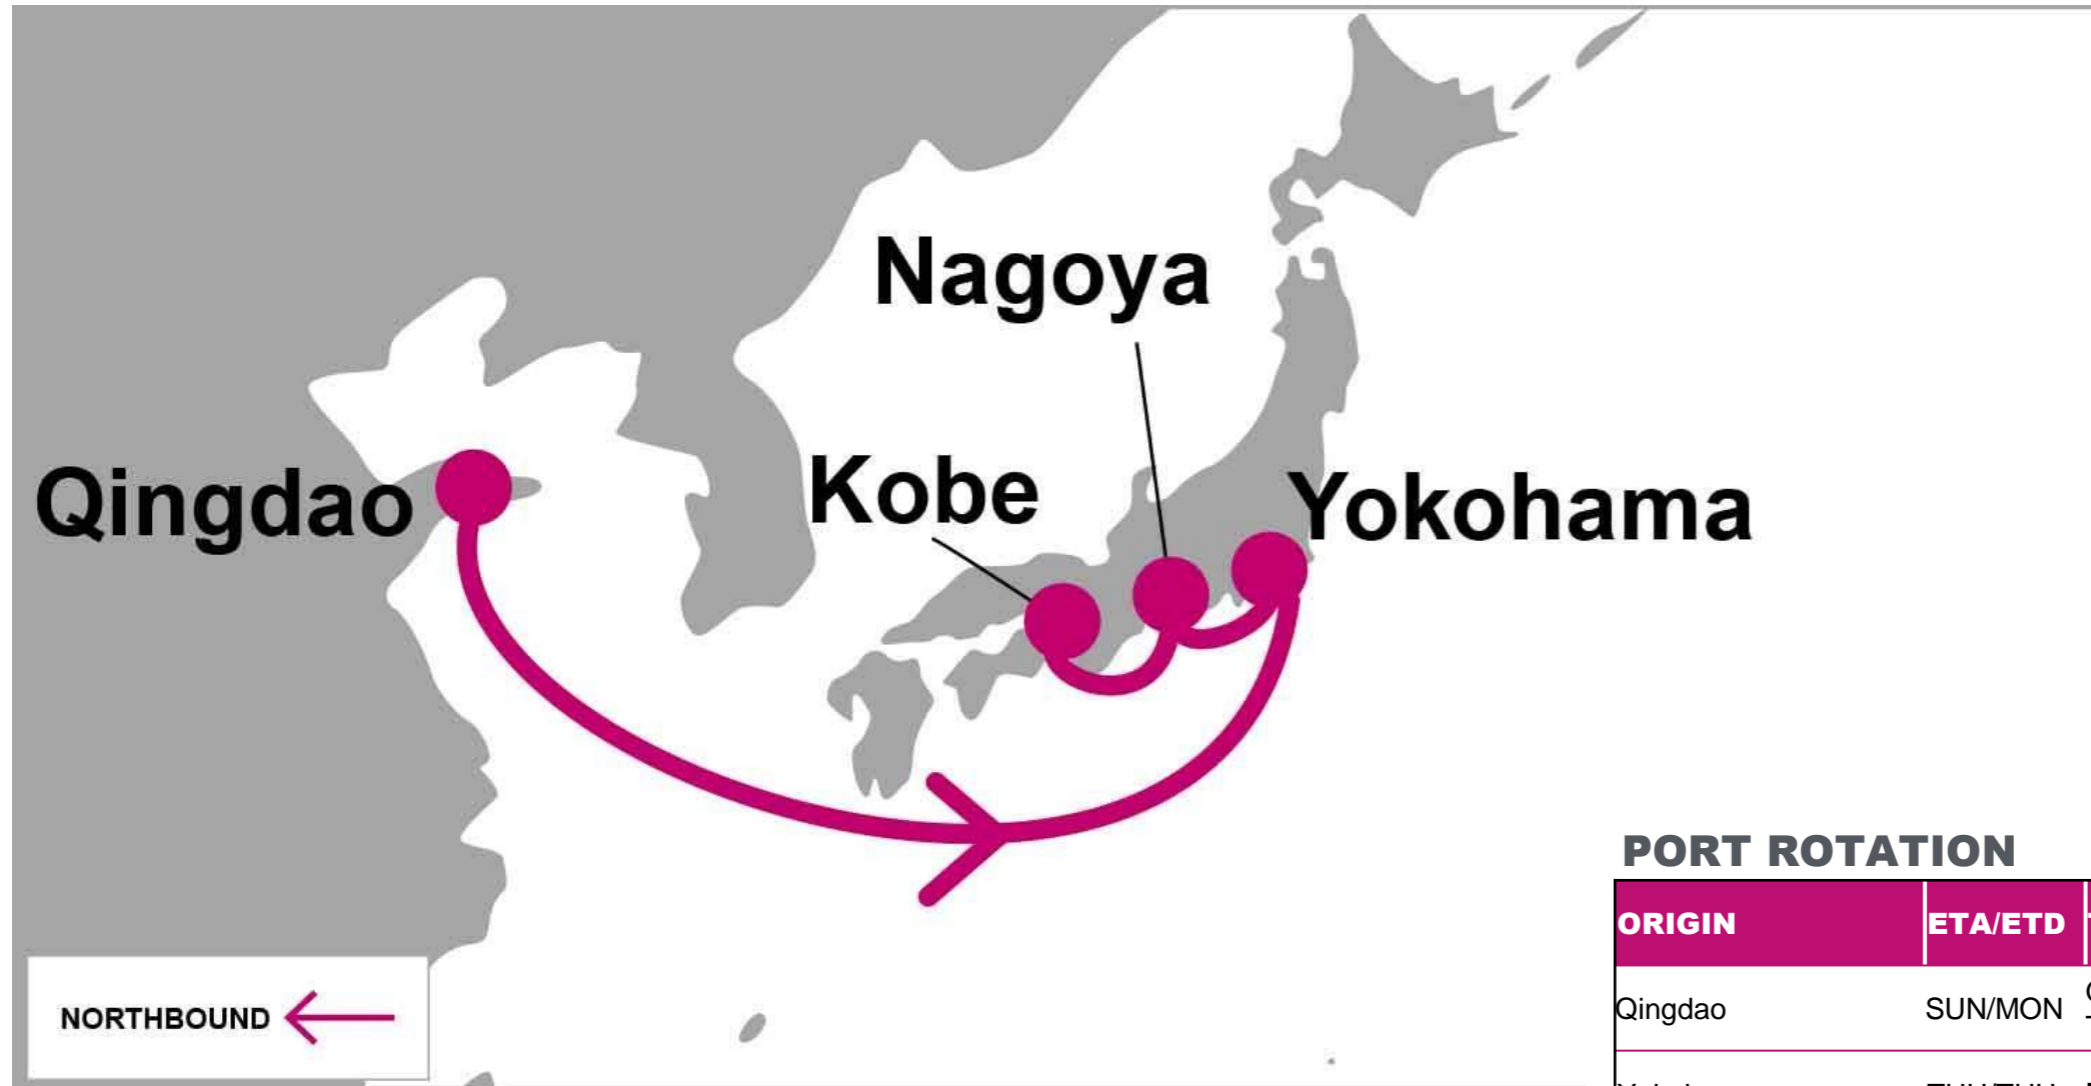 Nagoya
Kobe
Yokohama
Qingdao
PORT ROTATION
ORIGIN ETA/ETD
Qingdao SUN/MON
NORTHBOUND